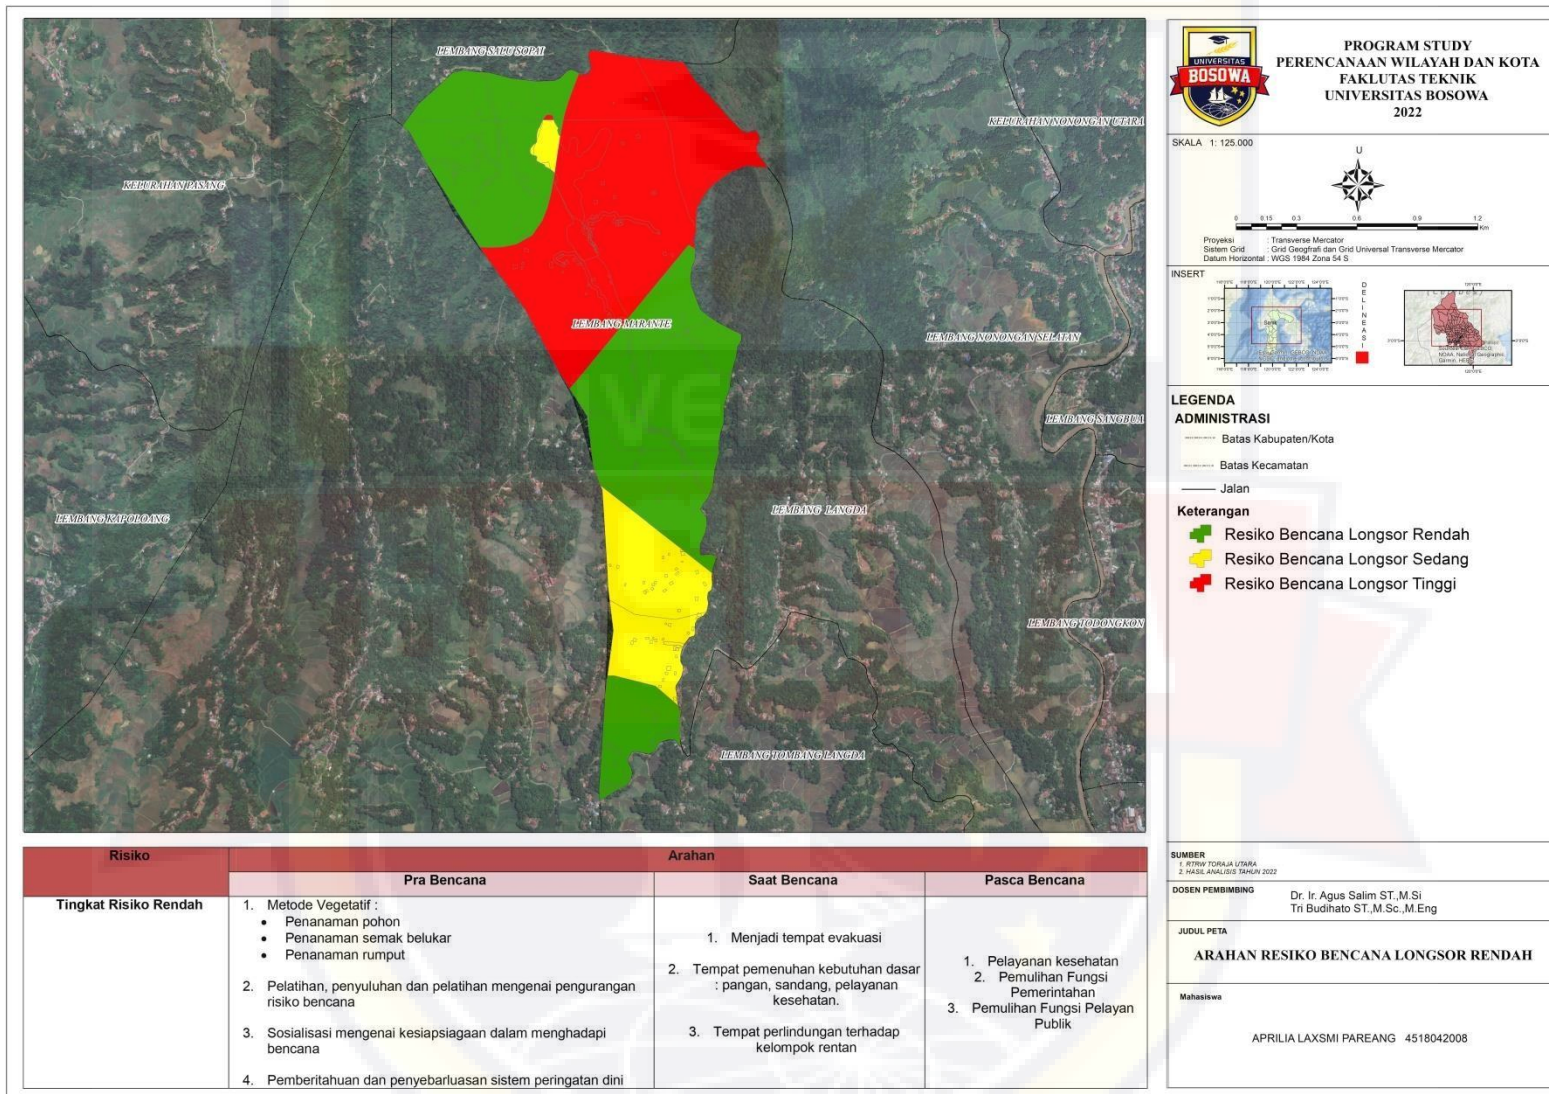 LEMBANG SALU SOPAI
KELURAHAN NONONGAN UTARA
KELURAHAN PASANG
LEMBANG MARANTE
LEMBANG NONONGAN SELATAN
LEMBANG SANGBUA
LEMBANG KAPOLOANG
LEMBANG LANGDA
LEMBANG TODONGKON
LEMBANG TOMBANG LANGDA
UNIVERSITAS
BOSOWA
PROGRAM STUDY
PERENCANAAN WILAYAH DAN KOTA
FAKLUTAS TEKNIK
UNIVERSITAS BOSOWA
2022
SKALA 1: 125.000
U
0 0.15 0.3 0.6 0.9 1.2
Km
Proyeksi : Transverse Mercator
Sistem Grid : Grid Geogfrafi dan Grid Universal Transverse Mercator
Datum Horizontal : WGS 1984 Zona 54 S
INSERT
DELINEASI
LEGENDA
ADMINISTRASI
Batas Kabupaten/Kota
Batas Kecamatan
Jalan
Keterangan
Resiko Bencana Longsor Rendah
Resiko Bencana Longsor Sedang
Resiko Bencana Longsor Tinggi
SUMBER
1. RTRW TORAJA UTARA
2. HASIL ANALISIS TAHUN 2022
DOSEN PEMBIMBING
Dr. Ir. Agus Salim ST.,M.Si
Tri Budihato ST.,M.Sc.,M.Eng
JUDUL PETA
ARAHAN RESIKO BENCANA LONGSOR RENDAH
Mahasiswa
APRILIA LAXSMI PAREANG 4518042008
Risiko
Arahan
Pra Bencana
Saat Bencana
Pasca Bencana
Tingkat Risiko Rendah
1. Metode Vegetatif :
• Penanaman pohon
• Penanaman semak belukar
• Penanaman rumput
2. Pelatihan, penyuluhan dan pelatihan mengenai pengurangan
risiko bencana
3. Sosialisasi mengenai kesiapsiagaan dalam menghadapi
bencana
4. Pemberitahuan dan penyebarluasan sistem peringatan dini
1. Menjadi tempat evakuasi
2. Tempat pemenuhan kebutuhan dasar
: pangan, sandang, pelayanan
kesehatan.
3. Tempat perlindungan terhadap
kelompok rentan
1. Pelayanan kesehatan
2. Pemulihan Fungsi
Pemerintahan
3. Pemulihan Fungsi Pelayan
Publik